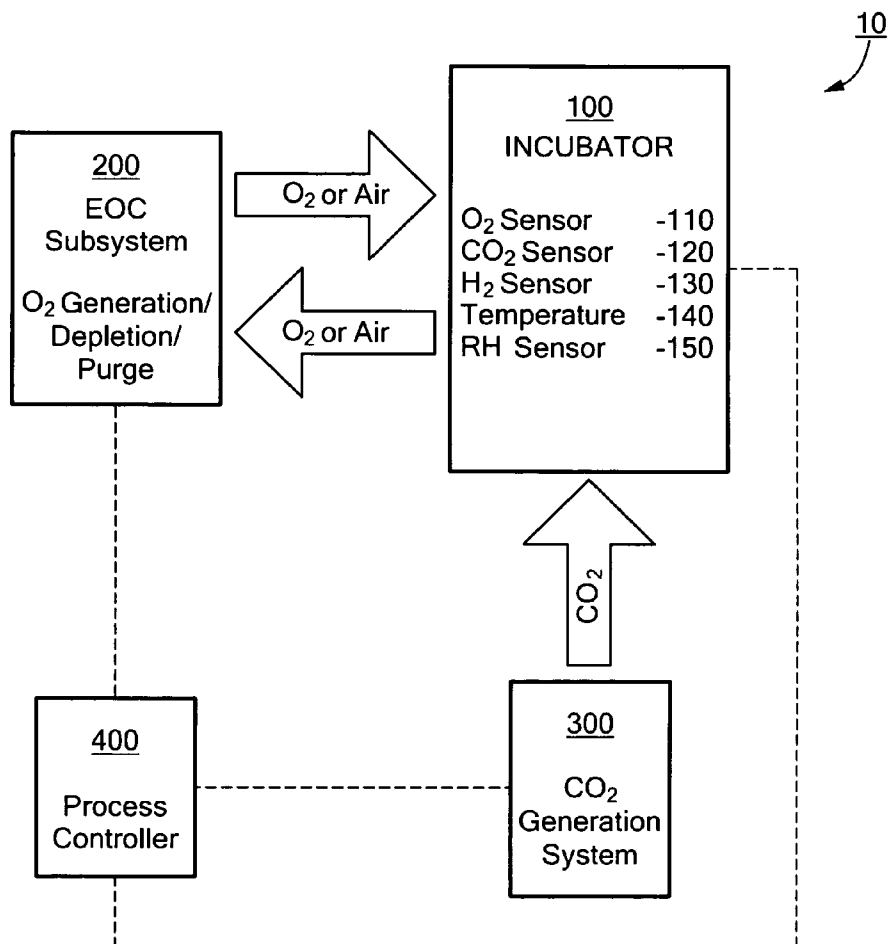 10
200
EOC
Subsystem
O₂ Generation/
Depletion/
Purge
O₂ or Air
O₂ or Air
100
INCUBATOR
O₂ Sensor -110
CO₂ Sensor -120
H₂ Sensor -130
Temperature -140
RH Sensor -150
CO₂
400
Process
Controller
300
CO₂
Generation
System